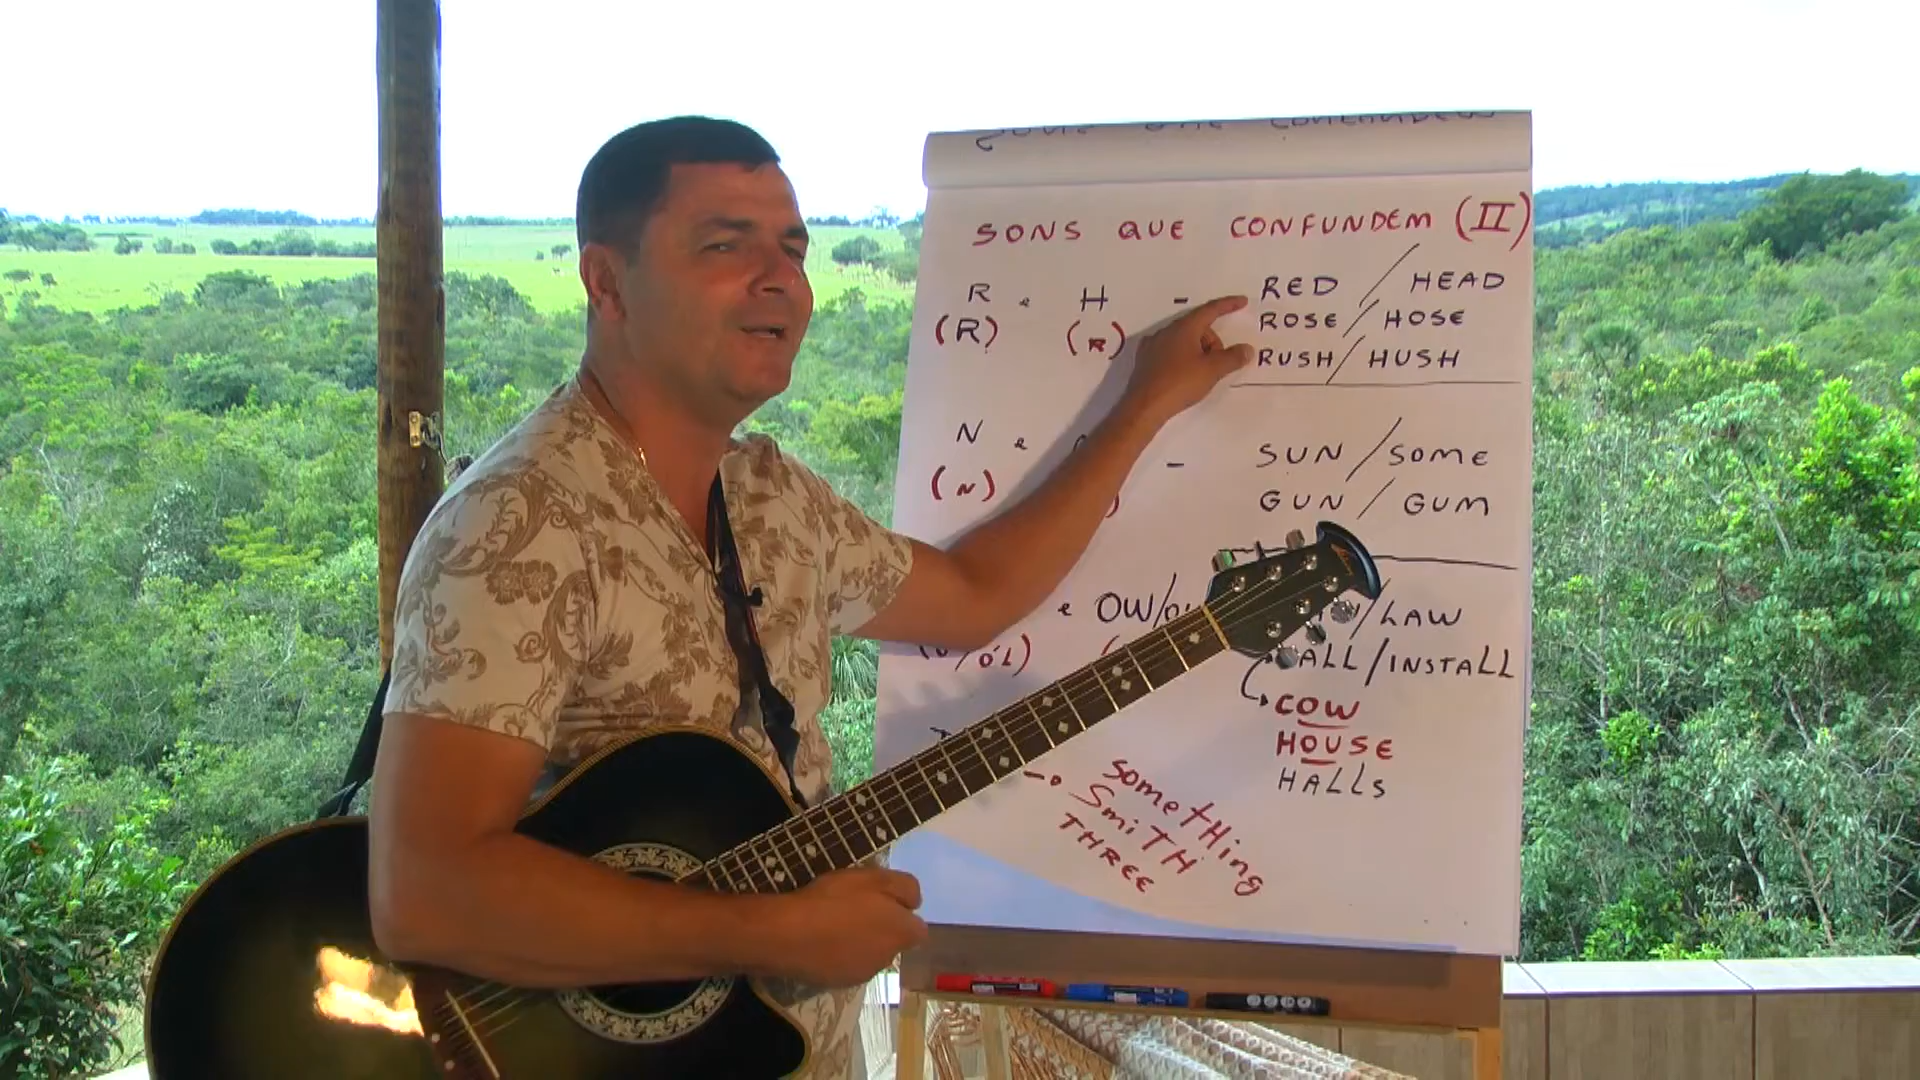 SONS QUE CONFUNDEM (II)
R e H - RED / HEAD
(R) (R) ROSE / HOSE
RUSH / HUSH
N e - SUN / SOME
(N) GUN / GUM
e OW/ / LAW
ALL / INSTALL
COW
HOUSE
HALLS
SOMETHING
SMITH
THREE